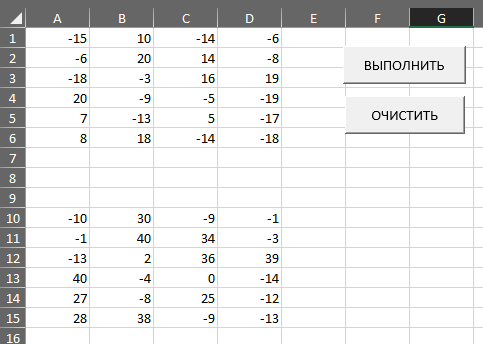 A B C D E F G
1 -15 10 -14 -6
2 -6 20 14 -8 ВЫПОЛНИТЬ
3 -18 -3 16 19
4 20 -9 -5 -19
5 7 -13 5 -17 ОЧИСТИТЬ
6 8 18 -14 -18
7
8
9
10 -10 30 -9 -1
11 -1 40 34 -3
12 -13 2 36 39
13 40 -4 0 -14
14 27 -8 25 -12
15 28 38 -9 -13
16